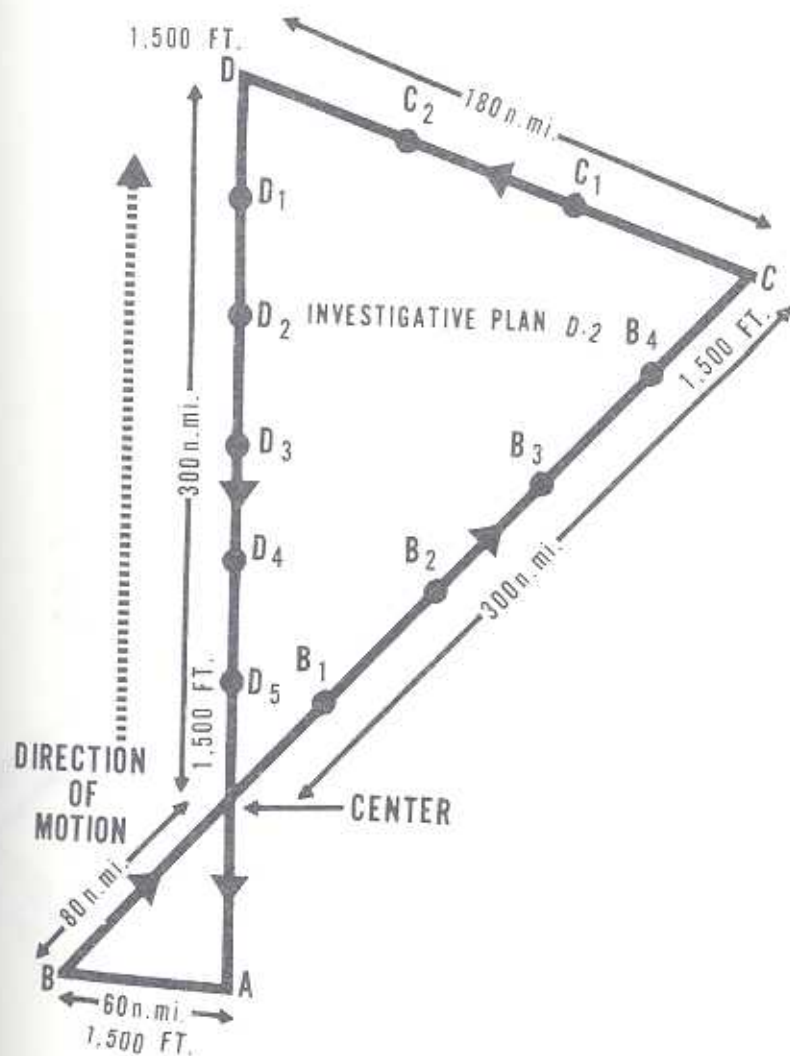 1,500 FT.
D
180 n.mi.
C2
C1
D1
C
D2 INVESTIGATIVE PLAN D-2
B4
1,500 FT.
D3
300 n.mi.
B3
D4
B2
300 n.mi.
D5
B1
1,500 FT.
DIRECTION
OF
MOTION
CENTER
80 n.mi.
B
A
60 n.mi.
1,500 FT.